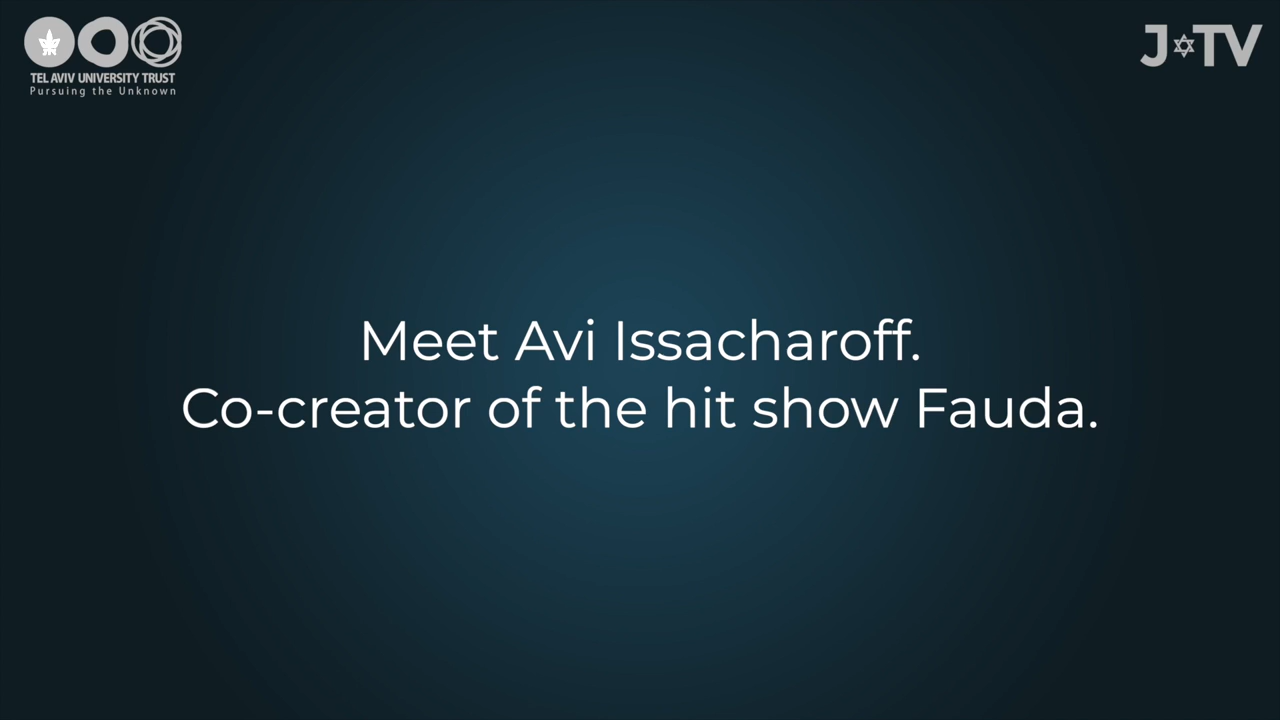 TEL AVIV UNIVERSITY TRUST
Pursuing the Unknown
J✡TV
Meet Avi Issacharoff.
Co-creator of the hit show Fauda.